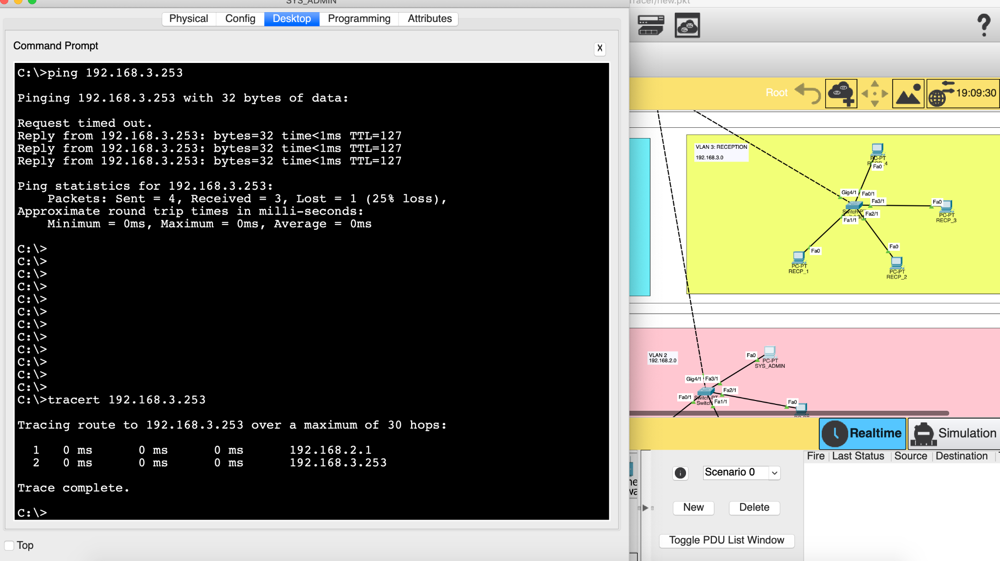 SYS_ADMIN
Tracer/new.pkt
Physical
Config
Desktop
Programming
Attributes
Command Prompt
X
C:\>ping 192.168.3.253
Pinging 192.168.3.253 with 32 bytes of data:
Request timed out.
Reply from 192.168.3.253: bytes=32 time<1ms TTL=127
Reply from 192.168.3.253: bytes=32 time<1ms TTL=127
Reply from 192.168.3.253: bytes=32 time<1ms TTL=127
Ping statistics for 192.168.3.253:
Packets: Sent = 4, Received = 3, Lost = 1 (25% loss),
Approximate round trip times in milli-seconds:
Minimum = 0ms, Maximum = 0ms, Average = 0ms
C:\>
C:\>
C:\>
C:\>
C:\>
C:\>
C:\>
C:\>
C:\>
C:\>
C:\>
C:\>
C:\>tracert 192.168.3.253
Tracing route to 192.168.3.253 over a maximum of 30 hops:
1 0 ms 0 ms 0 ms 192.168.2.1
2 0 ms 0 ms 0 ms 192.168.3.253
Trace complete.
C:\>
Top
?
Root
19:09:30
VLAN 3: RECEPTION
192.168.3.0
PC-PT
RECP_4
Fa0
Gig4/1
Fa0/1
Fa3/1
Fa2/1
Fa1/1
Fa0
PC-PT
RECP_3
Fa0
PC-PT
RECP_1
Fa0
PC-PT
RECP_2
VLAN 2
192.168.2.0
Fa0
PC-PT
SYS_ADMIN
Gig4/1
Fa3/1
Fa2/1
Fa0/1
Switch-PT
Switch
Fa1/1
Fa0
Realtime
Simulation
Fire
Last Status
Source
Destination
Scenario 0
New
Delete
Toggle PDU List Window